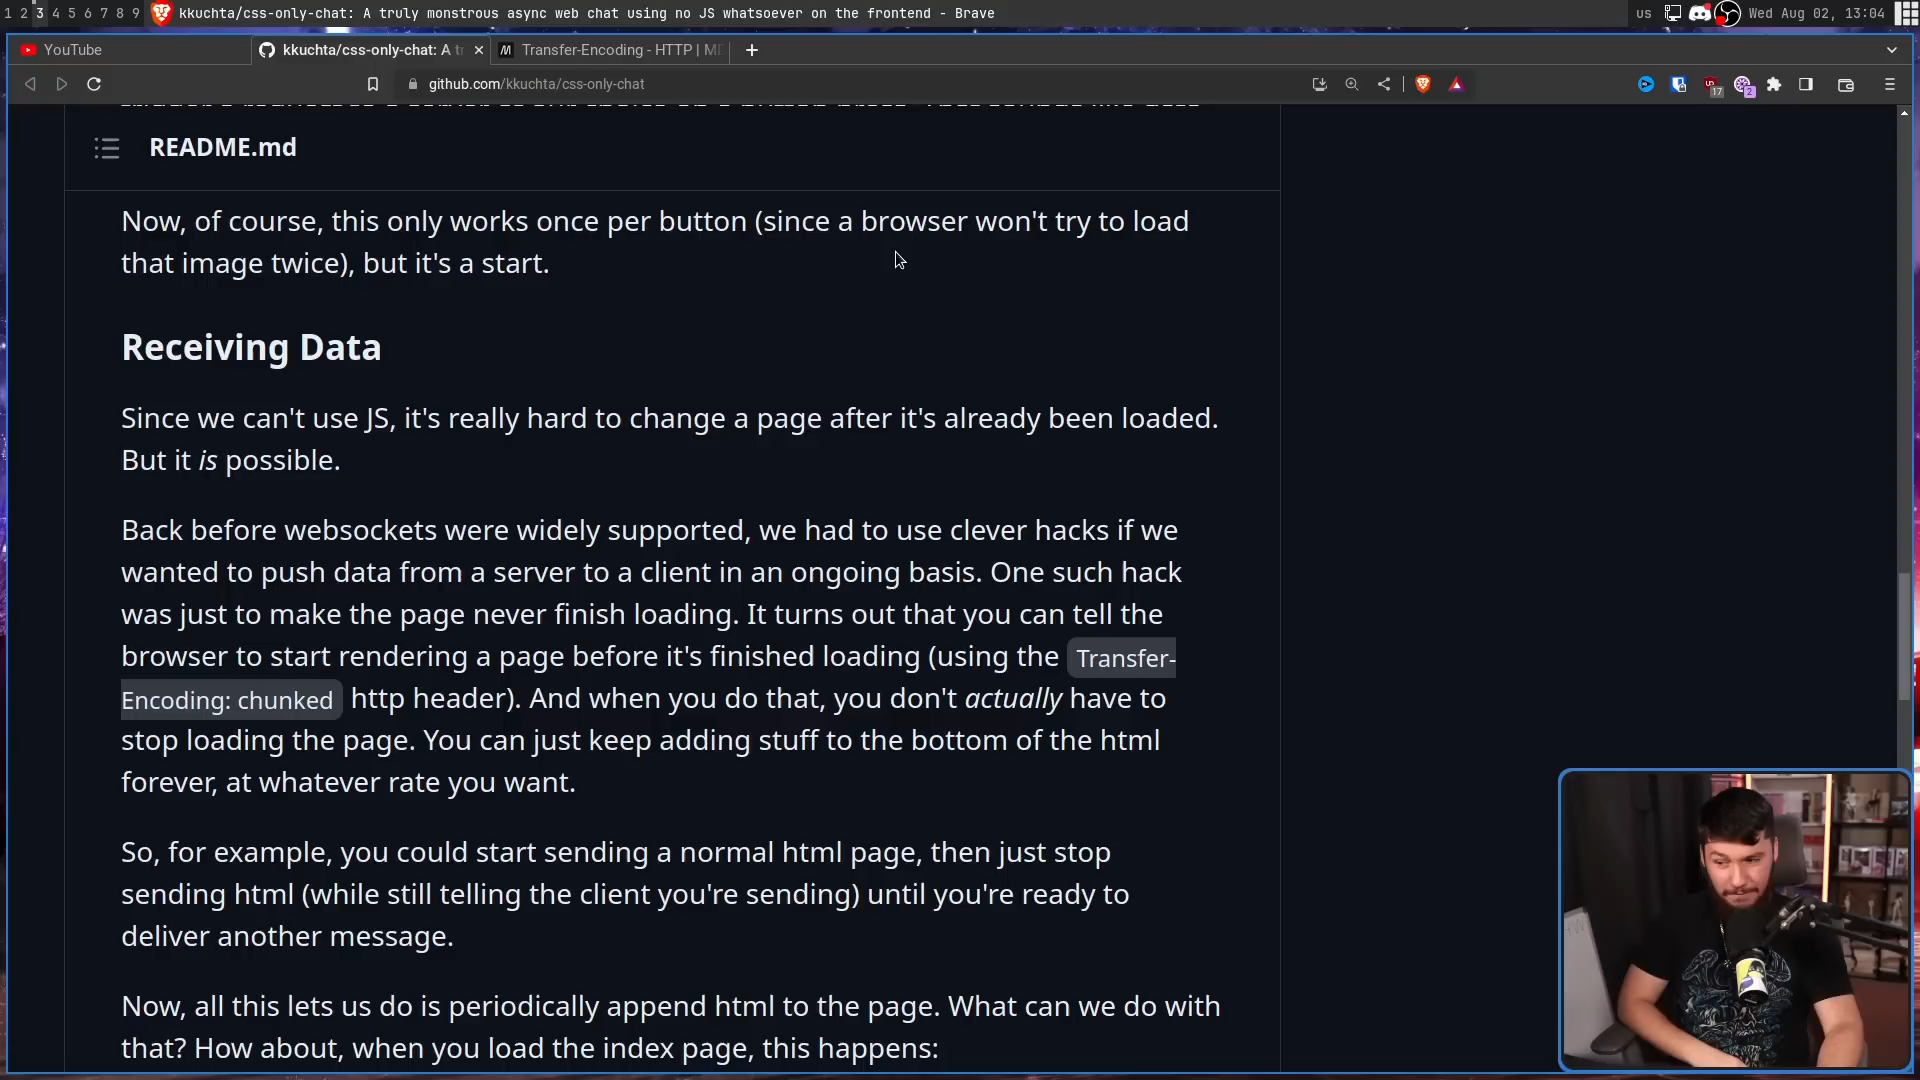 1 2 3 4 5 6 7 8 9 kkuchta/css-only-chat: A truly monstrous async web chat using no JS whatsoever on the frontend - Brave
us Wed Aug 02, 13:04
YouTube
kkuchta/css-only-chat: A tr
Transfer-Encoding - HTTP | MD
github.com/kkuchta/css-only-chat
17
2
README.md
Now, of course, this only works once per button (since a browser won't try to load
that image twice), but it's a start.
Receiving Data
Since we can't use JS, it's really hard to change a page after it's already been loaded.
But it is possible.
Back before websockets were widely supported, we had to use clever hacks if we
wanted to push data from a server to a client in an ongoing basis. One such hack
was just to make the page never finish loading. It turns out that you can tell the
browser to start rendering a page before it's finished loading (using the Transfer-
Encoding: chunked http header). And when you do that, you don't actually have to
stop loading the page. You can just keep adding stuff to the bottom of the html
forever, at whatever rate you want.
So, for example, you could start sending a normal html page, then just stop
sending html (while still telling the client you're sending) until you're ready to
deliver another message.
Now, all this lets us do is periodically append html to the page. What can we do with
that? How about, when you load the index page, this happens: